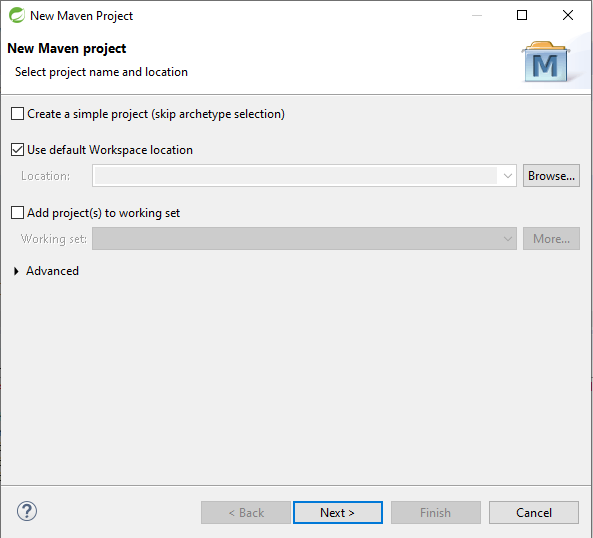 New Maven Project
New Maven project
Select project name and location
M
Create a simple project (skip archetype selection)
Use default Workspace location
Location:
Browse...
Add project(s) to working set
Working set:
More...
Advanced
?
< Back
Next >
Finish
Cancel